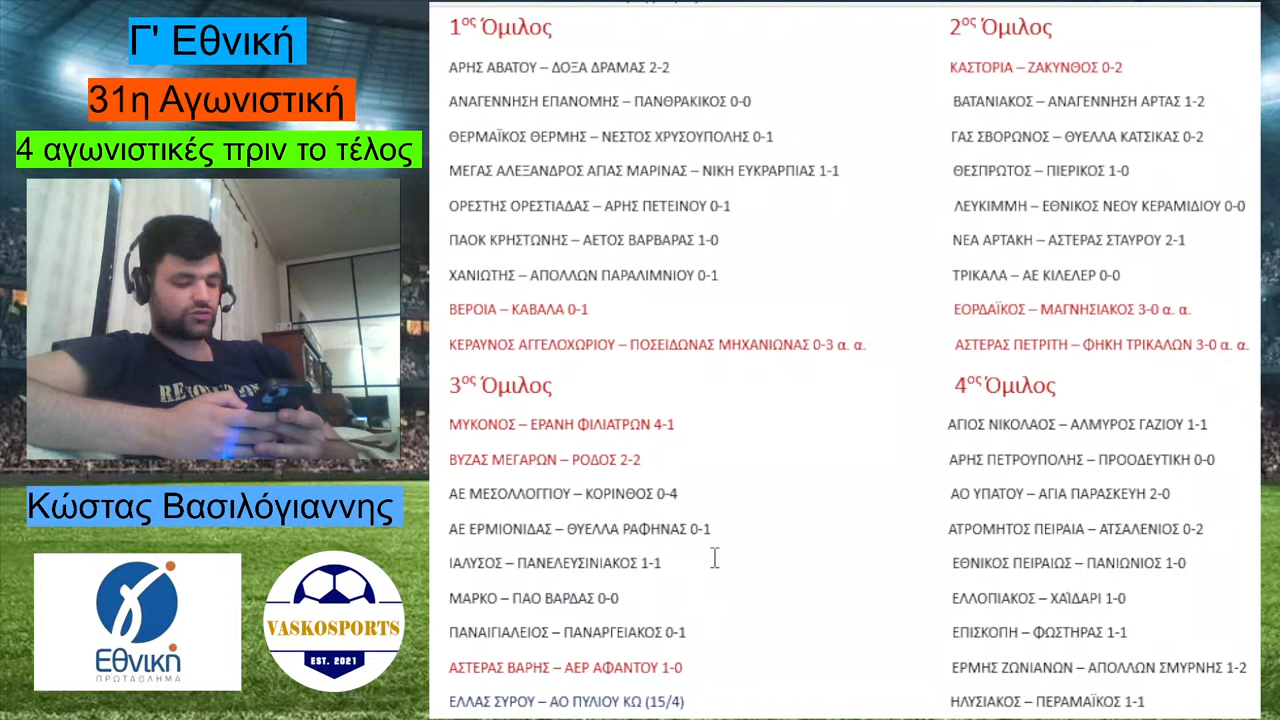 Γ' Εθνική
31η Αγωνιστική
4 αγωνιστικές πριν το τέλος
Κώστας Βασιλόγιαννης
γ
Εθνική
ΠΡΩΤΑΘΛΗΜΑ
VASKOSPORTS
EST. 2021
1ος Όμιλος
ΑΡΗΣ ΑΒΑΤΟΥ – ΔΟΞΑ ΔΡΑΜΑΣ 2-2
ΑΝΑΓΕΝΝΗΣΗ ΕΠΑΝΟΜΗΣ – ΠΑΝΘΡΑΚΙΚΟΣ 0-0
ΘΕΡΜΑΪΚΟΣ ΘΕΡΜΗΣ – ΝΕΣΤΟΣ ΧΡΥΣΟΥΠΟΛΗΣ 0-1
ΜΕΓΑΣ ΑΛΕΞΑΝΔΡΟΣ ΑΓΙΑΣ ΜΑΡΙΝΑΣ – ΝΙΚΗ ΕΥΚΡΑΡΠΙΑΣ 1-1
ΟΡΕΣΤΗΣ ΟΡΕΣΤΙΑΔΑΣ – ΑΡΗΣ ΠΕΤΕΙΝΟΥ 0-1
ΠΑΟΚ ΚΡΗΣΤΩΝΗΣ – ΑΕΤΟΣ ΒΑΡΒΑΡΑΣ 1-0
ΧΑΝΙΩΤΗΣ – ΑΠΟΛΛΩΝ ΠΑΡΑΛΙΜΝΙΟΥ 0-1
ΒΕΡΟΙΑ – ΚΑΒΑΛΑ 0-1
ΚΕΡΑΥΝΟΣ ΑΓΓΕΛΟΧΩΡΙΟΥ – ΠΟΣΕΙΔΩΝΑΣ ΜΗΧΑΝΙΩΝΑΣ 0-3 α. α.
2ος Όμιλος
ΚΑΣΤΟΡΙΑ – ΖΑΚΥΝΘΟΣ 0-2
ΒΑΤΑΝΙΑΚΟΣ – ΑΝΑΓΕΝΝΗΣΗ ΑΡΤΑΣ 1-2
ΓΑΣ ΣΒΟΡΩΝΟΣ – ΘΥΕΛΛΑ ΚΑΤΣΙΚΑΣ 0-2
ΘΕΣΠΡΩΤΟΣ – ΠΙΕΡΙΚΟΣ 1-0
ΛΕΥΚΙΜΜΗ – ΕΘΝΙΚΟΣ ΝΕΟΥ ΚΕΡΑΜΙΔΙΟΥ 0-0
ΝΕΑ ΑΡΤΑΚΗ – ΑΣΤΕΡΑΣ ΣΤΑΥΡΟΥ 2-1
ΤΡΙΚΑΛΑ – ΑΕ ΚΙΛΕΛΕΡ 0-0
ΕΟΡΔΑΪΚΟΣ – ΜΑΓΝΗΣΙΑΚΟΣ 3-0 α. α.
ΑΣΤΕΡΑΣ ΠΕΤΡΙΤΗ – ΦΗΚΗ ΤΡΙΚΑΛΩΝ 3-0 α. α.
3ος Όμιλος
ΜΥΚΟΝΟΣ – ΕΡΑΝΗ ΦΙΛΙΑΤΡΩΝ 4-1
ΒΥΖΑΣ ΜΕΓΑΡΩΝ – ΡΟΔΟΣ 2-2
ΑΕ ΜΕΣΟΛΛΟΓΓΙΟΥ – ΚΟΡΙΝΘΟΣ 0-4
ΑΕ ΕΡΜΙΟΝΙΔΑΣ – ΘΥΕΛΛΑ ΡΑΦΗΝΑΣ 0-1
ΙΑΛΥΣΟΣ – ΠΑΝΕΛΕΥΣΙΝΙΑΚΟΣ 1-1
ΜΑΡΚΟ – ΠΑΟ ΒΑΡΔΑΣ 0-0
ΠΑΝΑΙΓΙΑΛΕΙΟΣ – ΠΑΝΑΡΓΕΙΑΚΟΣ 0-1
ΑΣΤΕΡΑΣ ΒΑΡΗΣ – ΑΕΡ ΑΦΑΝΤΟΥ 1-0
ΕΛΛΑΣ ΣΥΡΟΥ – ΑΟ ΠΥΛΙΟΥ ΚΩ (15/4)
4ος Όμιλος
ΑΓΙΟΣ ΝΙΚΟΛΑΟΣ – ΑΛΜΥΡΟΣ ΓΑΖΙΟΥ 1-1
ΑΡΗΣ ΠΕΤΡΟΥΠΟΛΗΣ – ΠΡΟΟΔΕΥΤΙΚΗ 0-0
ΑΟ ΥΠΑΤΟΥ – ΑΓΙΑ ΠΑΡΑΣΚΕΥΗ 2-0
ΑΤΡΟΜΗΤΟΣ ΠΕΙΡΑΙΑ – ΑΤΣΑΛΕΝΙΟΣ 0-2
ΕΘΝΙΚΟΣ ΠΕΙΡΑΙΩΣ – ΠΑΝΙΩΝΙΟΣ 1-0
ΕΛΛΟΠΙΑΚΟΣ – ΧΑΪΔΑΡΙ 1-0
ΕΠΙΣΚΟΠΗ – ΦΩΣΤΗΡΑΣ 1-1
ΕΡΜΗΣ ΖΩΝΙΑΝΩΝ – ΑΠΟΛΛΩΝ ΣΜΥΡΝΗΣ 1-2
ΗΛΥΣΙΑΚΟΣ – ΠΕΡΑΜΑΪΚΟΣ 1-1